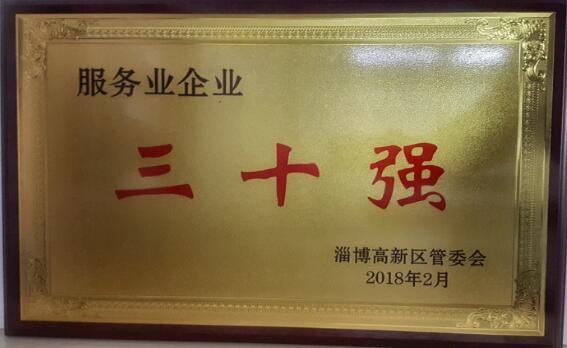 服务业企业
三十强
淄博高新区管委会
2018年2月